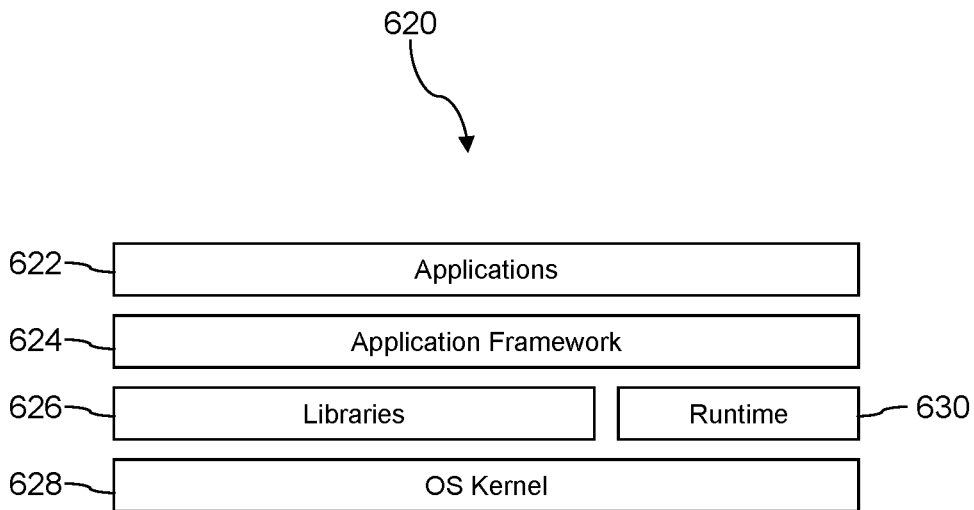 620
622
Applications
624
Application Framework
626
Libraries
Runtime
630
628
OS Kernel